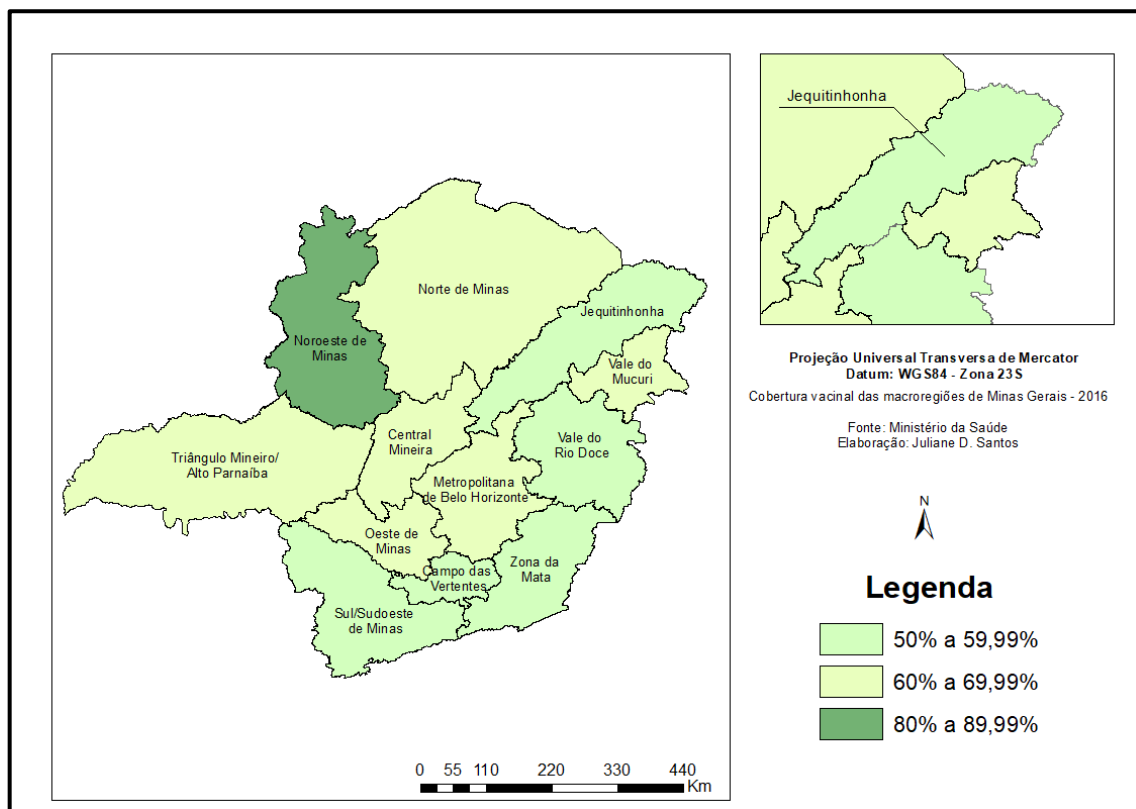 Norte de Minas
Jequitinhonha
Noroeste de
Minas
Vale do
Mucuri
Central
Mineira
Vale do
Rio Doce
Triângulo Mineiro/
Alto Parnaíba
Metropolitana
de Belo Horizonte
Oeste de
Minas
Zona da
Mata
Campo das
Vertentes
Sul/Sudoeste
de Minas
0 55 110 220 330 440
Km
Jequitinhonha
Projeção Universal Transversa de Mercator
Datum: WGS84 - Zona 23S
Cobertura vacinal das macroregiões de Minas Gerais - 2016
Fonte: Ministério da Saúde
Elaboração: Juliane D. Santos
N
Legenda
50% a 59,99%
60% a 69,99%
80% a 89,99%